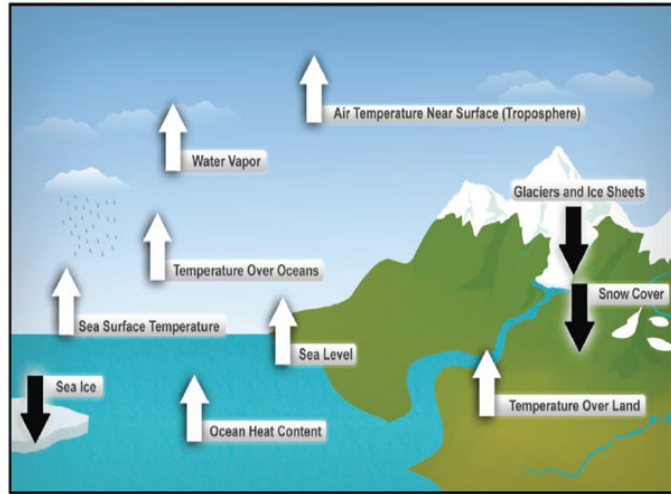 Air Temperature Near Surface (Troposphere)
Water Vapor
Glaciers and Ice Sheets
Temperature Over Oceans
Snow Cover
Sea Surface Temperature
Sea Level
Sea Ice
Temperature Over Land
Ocean Heat Content